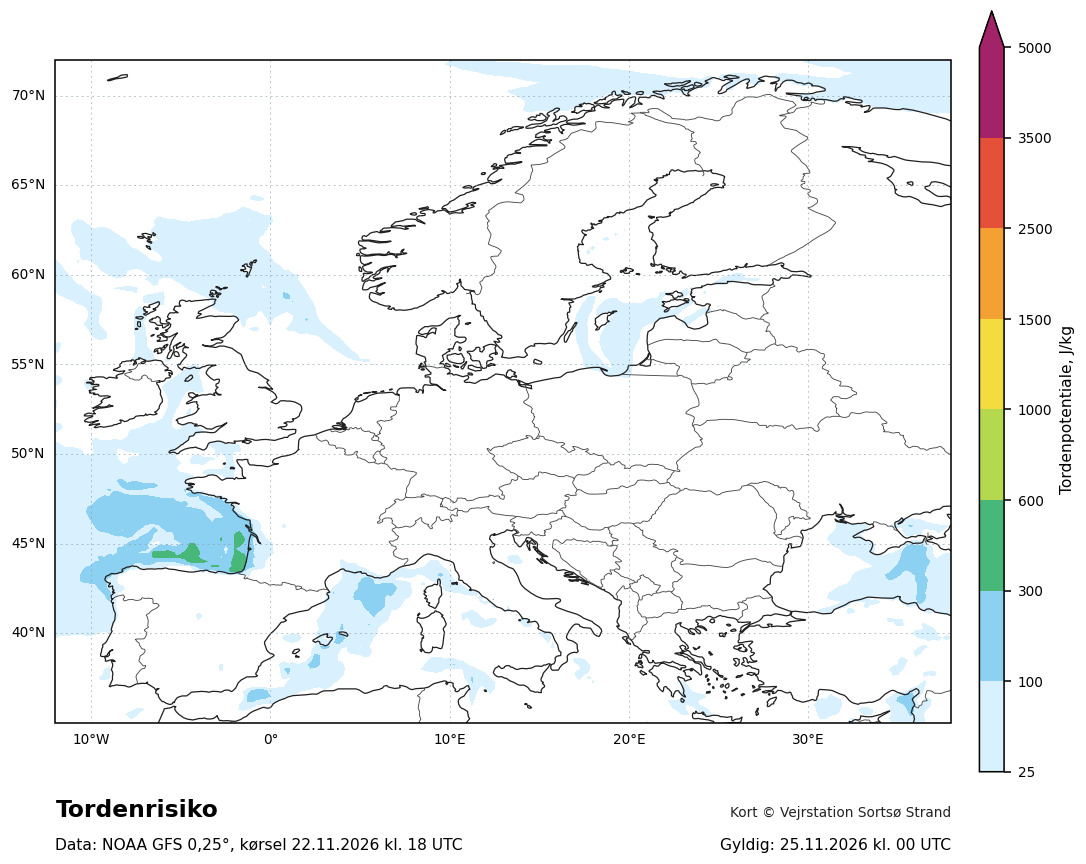 70°N
65°N
60°N
55°N
50°N
45°N
40°N
10°W
0°
10°E
20°E
30°E
5000
3500
2500
1500
1000
600
300
100
25
Tordenpotentiale, J/kg
Tordenrisiko
Kort © Vejrstation Sortsø Strand
Data: NOAA GFS 0,25°, kørsel 22.11.2026 kl. 18 UTC
Gyldig: 25.11.2026 kl. 00 UTC